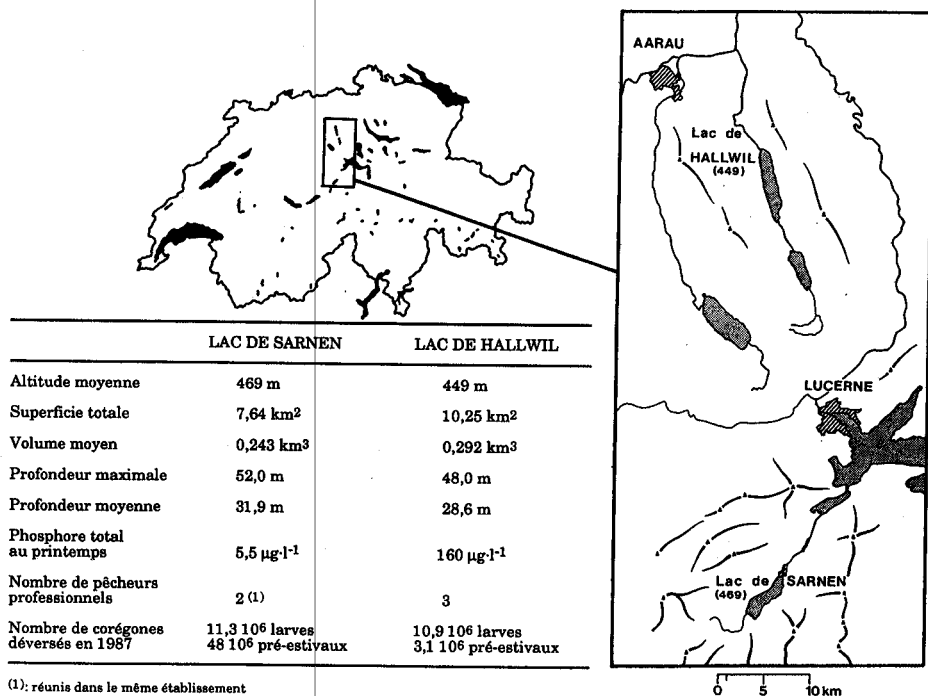 AARAU
Lac de
HALLWIL
(449)
LUCERNE
Lac de SARNEN
(469)
0 5 10 km
LAC DE SARNEN LAC DE HALLWIL
Altitude moyenne 469 m 449 m
Superficie totale 7,64 km2 10,25 km2
Volume moyen 0,243 km3 0,292 km3
Profondeur maximale 52,0 m 48,0 m
Profondeur moyenne 31,9 m 28,6 m
Phosphore total
au printemps 5,5 µg·l-1 160 µg·l-1
Nombre de pêcheurs
professionnels 2 (1) 3
Nombre de corégones 11,3 106 larves 10,9 106 larves
déversés en 1987 48 106 pré-estivaux 3,1 106 pré-estivaux
(1): réunis dans le même établissement